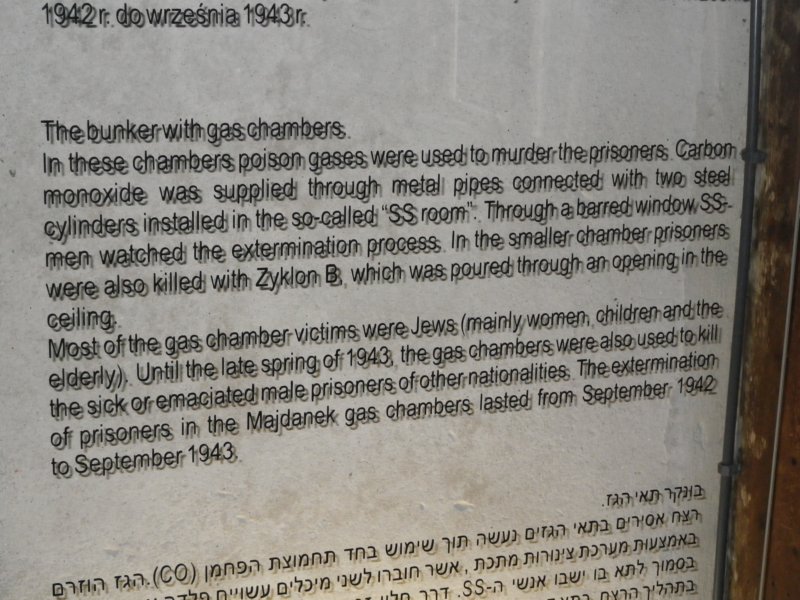 1942 r. do września 1943 r.
The bunker with gas chambers.
In these chambers poison gases were used to murder the prisoners. Carbon
monoxide was supplied through metal pipes connected with two steel
cylinders installed in the so-called “SS room”. Through a barred window SS-
men watched the extermination process. In the smaller chamber prisoners
were also killed with Zyklon B, which was poured through an opening in the
ceiling.
Most of the gas chamber victims were Jews (mainly women, children and the
elderly). Until the late spring of 1943, the gas chambers were also used to kill
the sick or emaciated male prisoners of other nationalities. The extermination
of prisoners in the Majdanek gas chambers lasted from September 1942
to September 1943.
בונקר תאי הגז.
רצח אסירים בתאי הגזים נעשה תוך שימוש בחד תחמוצת הפחמן (CO). הגז הוזרם
באמצעות מערכת צינורות מתכת, אשר חוברו לשני מיכלים עשויים פלדה
בסמוך לתא בו ישבו אנשי ה-SS. דרך חלון
בתהליך הרצח.